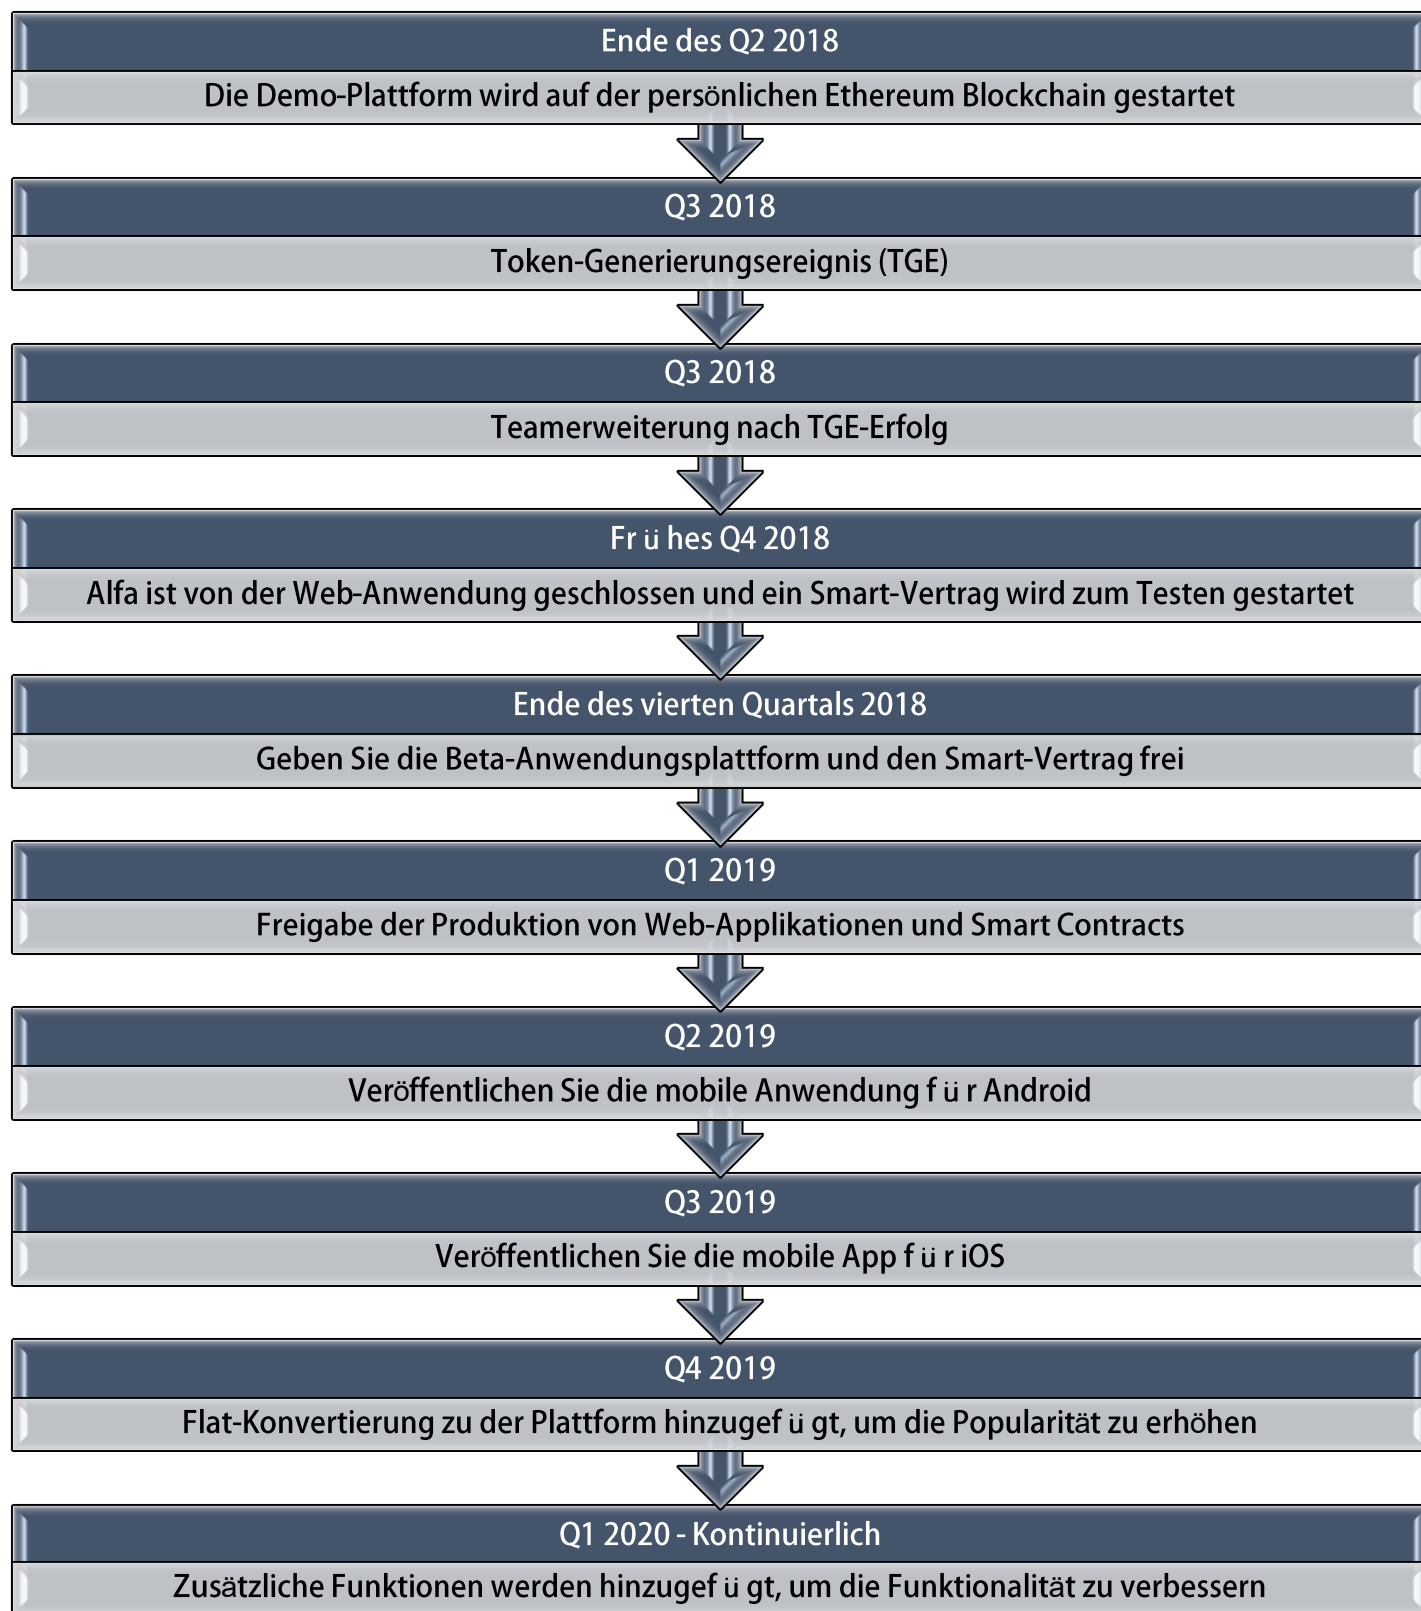 Ende des Q2 2018
Die Demo-Plattform wird auf der persönlichen Ethereum Blockchain gestartet
Q3 2018
Token-Generierungsereignis (TGE)
Q3 2018
Teamerweiterung nach TGE-Erfolg
Fr ü hes Q4 2018
Alfa ist von der Web-Anwendung geschlossen und ein Smart-Vertrag wird zum Testen gestartet
Ende des vierten Quartals 2018
Geben Sie die Beta-Anwendungsplattform und den Smart-Vertrag frei
Q1 2019
Freigabe der Produktion von Web-Applikationen und Smart Contracts
Q2 2019
Veröffentlichen Sie die mobile Anwendung f ü r Android
Q3 2019
Veröffentlichen Sie die mobile App f ü r iOS
Q4 2019
Flat-Konvertierung zu der Plattform hinzugef ü gt, um die Popularität zu erhöhen
Q1 2020 - Kontinuierlich
Zusätzliche Funktionen werden hinzugef ü gt, um die Funktionalität zu verbessern